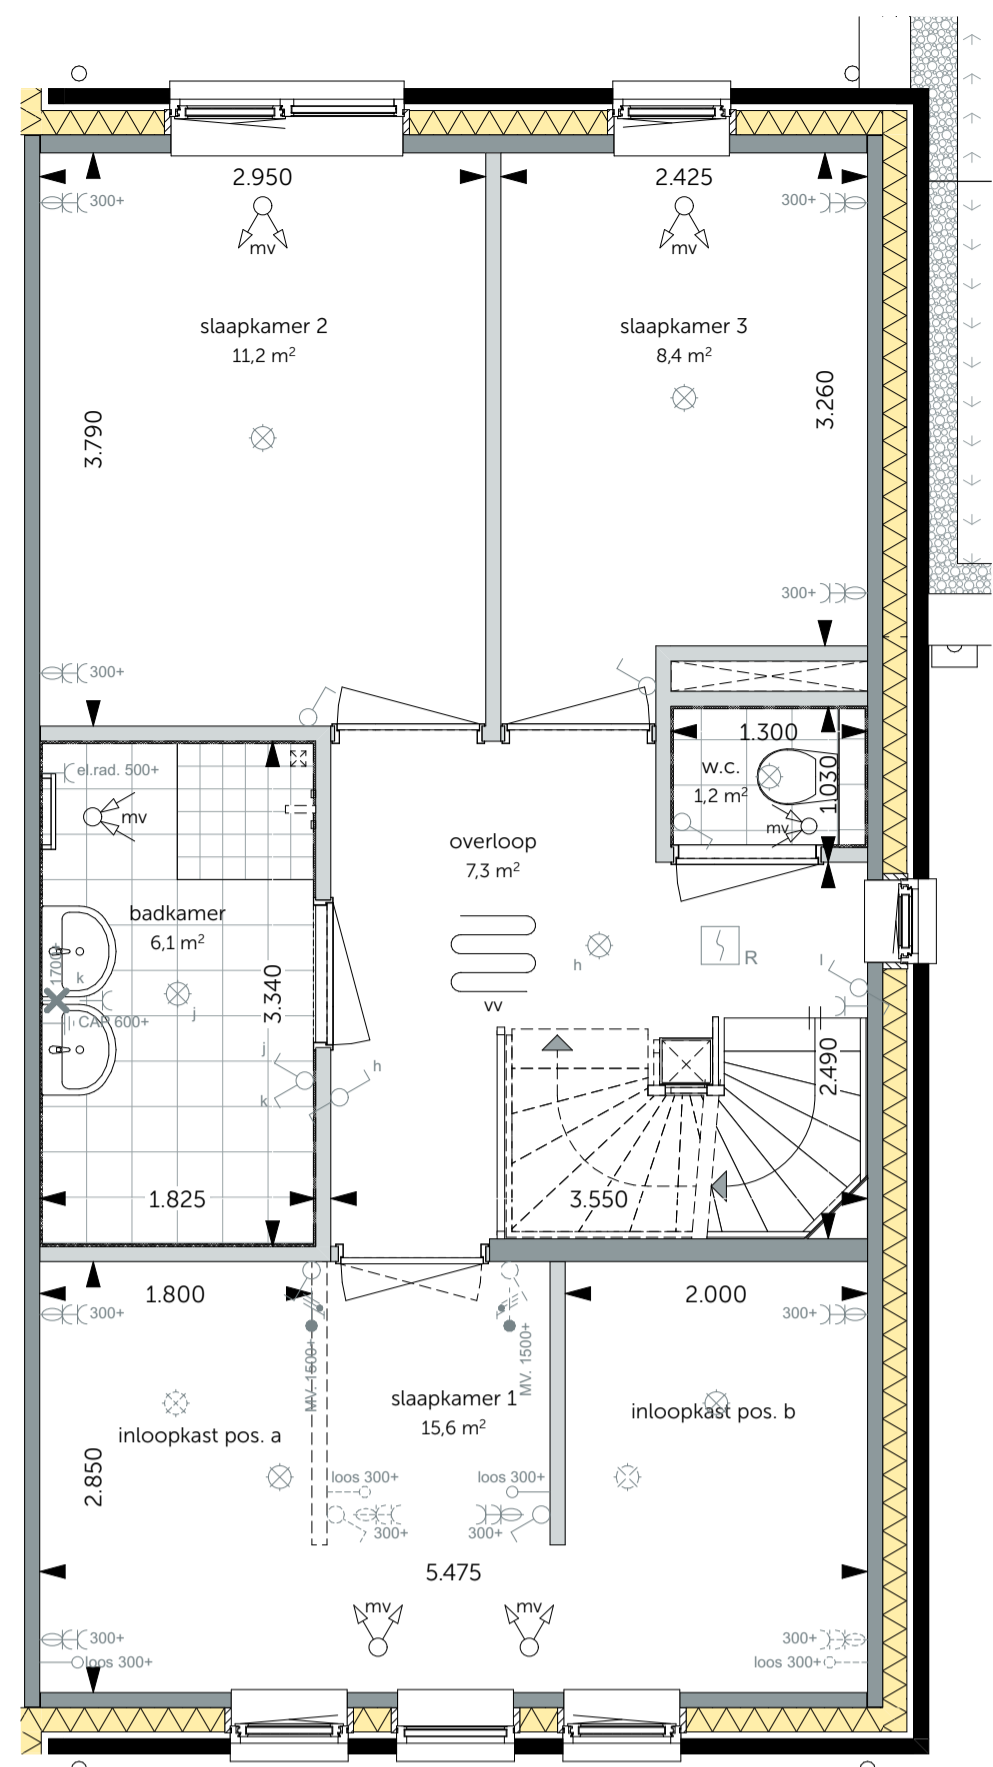 2.950
2.425
300+
300+
mv
mv
slaapkamer 2
11,2 m²
slaapkamer 3
8,4 m²
3.790
3.260
300+
300+
1.300
w.c.
1,2 m²
1.030
mv
el.rad. 500+
mv
overloop
7,3 m²
badkamer
6,1 m²
1700+
k
CAP 600+
j
3.340
h
R
l
vv
j
k
h
2.490
1.825
3.550
1.800
2.000
300+
300+
MV. 1500+
MV. 1500+
slaapkamer 1
15,6 m²
inloopkast pos. a
inloopkast pos. b
2.850
loos 300+
loos 300+
300+
300+
5.475
mv
mv
300+
loos 300+
300+
loos 300+